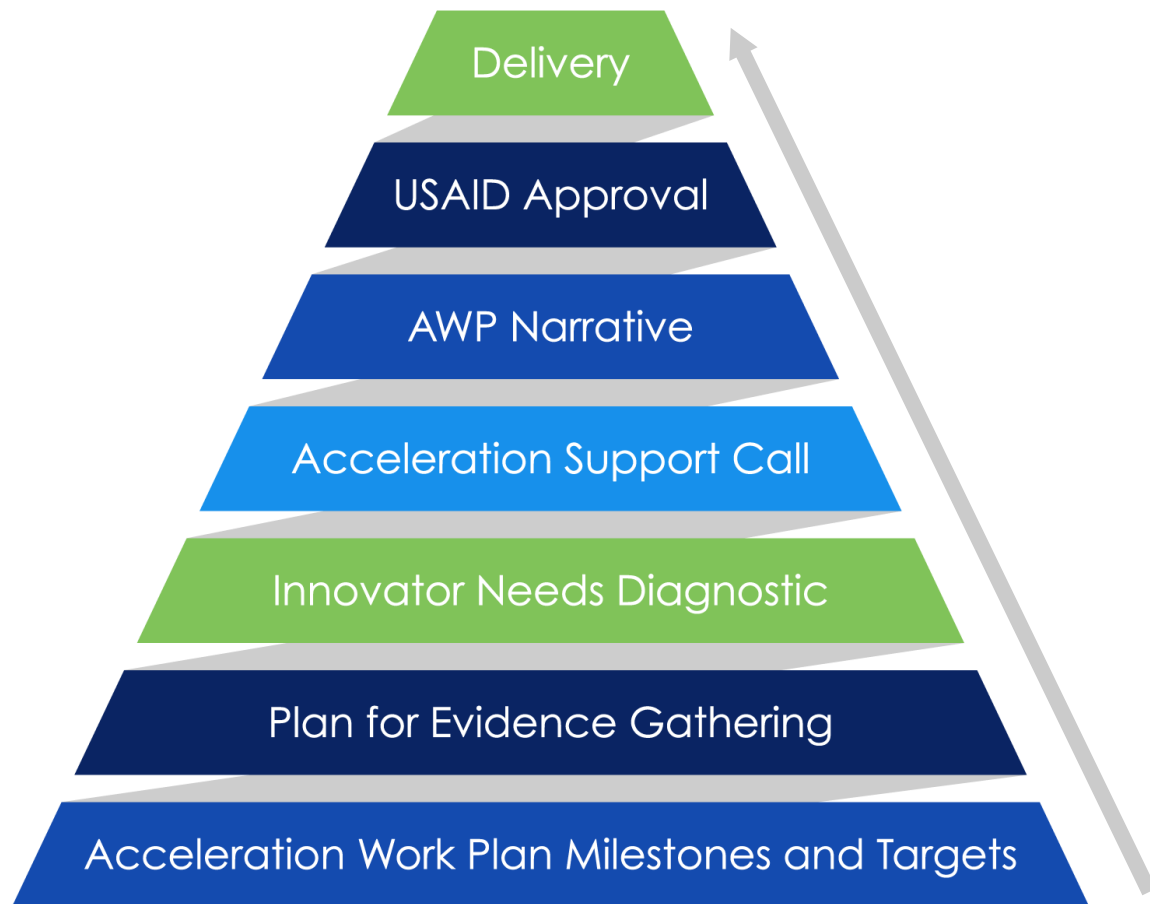 Delivery
USAID Approval
AWP Narrative
Acceleration Support Call
Innovator Needs Diagnostic
Plan for Evidence Gathering
Acceleration Work Plan Milestones and Targets